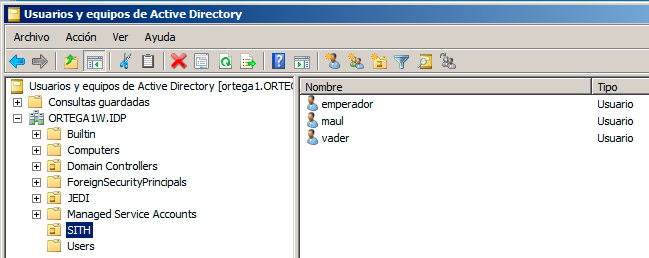 Usuarios y equipos de Active Directory
Archivo Acción Ver Ayuda
Usuarios y equipos de Active Directory [ortega1.ORTEG
Consultas guardadas
ORTEGA1W.IDP
Builtin
Computers
Domain Controllers
ForeignSecurityPrincipals
JEDI
Managed Service Accounts
SITH
Users
Nombre Tipo
emperador Usuario
maul Usuario
vader Usuario